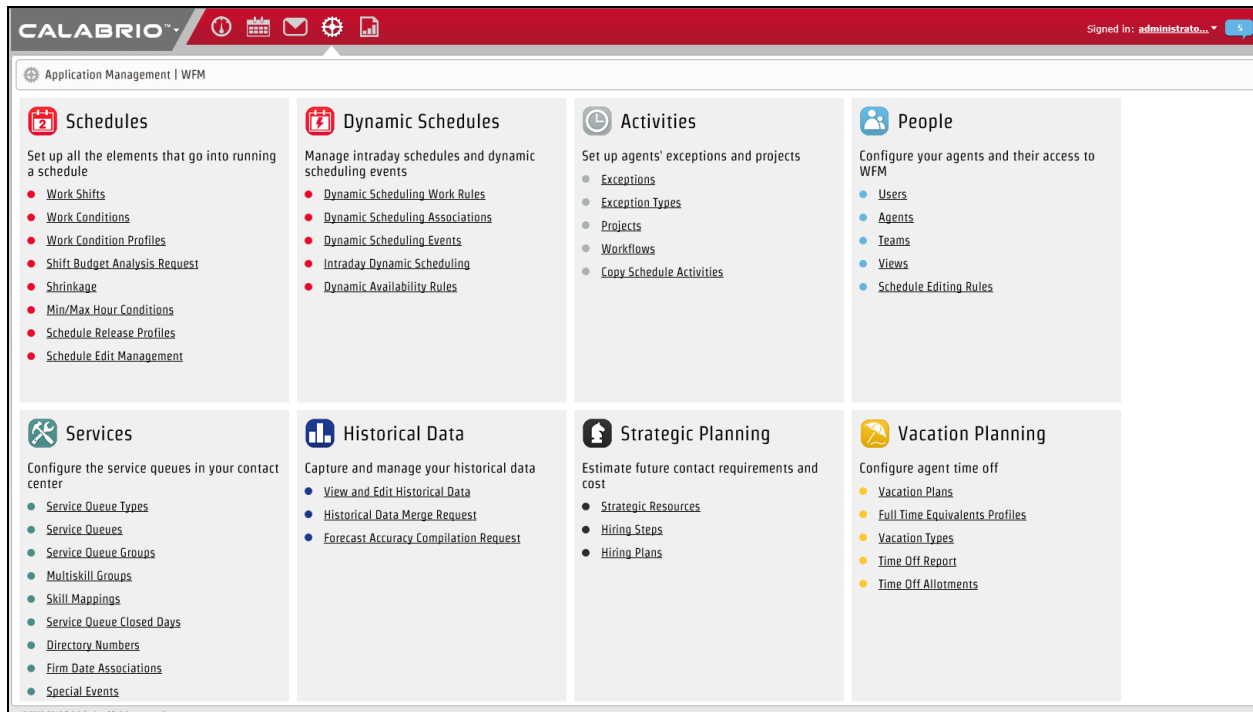 CALABRIO™
Signed in: administrato...
5
Application Management | WFM
2
Schedules
Set up all the elements that go into running
a schedule
Work Shifts
Work Conditions
Work Condition Profiles
Shift Budget Analysis Request
Shrinkage
Min/Max Hour Conditions
Schedule Release Profiles
Schedule Edit Management
Dynamic Schedules
Manage intraday schedules and dynamic
scheduling events
Dynamic Scheduling Work Rules
Dynamic Scheduling Associations
Dynamic Scheduling Events
Intraday Dynamic Scheduling
Dynamic Availability Rules
Activities
Set up agents' exceptions and projects
Exceptions
Exception Types
Projects
Workflows
Copy Schedule Activities
People
Configure your agents and their access to
WFM
Users
Agents
Teams
Views
Schedule Editing Rules
Services
Configure the service queues in your contact
center
Service Queue Types
Service Queues
Service Queue Groups
Multiskill Groups
Skill Mappings
Service Queue Closed Days
Directory Numbers
Firm Date Associations
Special Events
Historical Data
Capture and manage your historical data
View and Edit Historical Data
Historical Data Merge Request
Forecast Accuracy Compilation Request
Strategic Planning
Estimate future contact requirements and
cost
Strategic Resources
Hiring Steps
Hiring Plans
Vacation Planning
Configure agent time off
Vacation Plans
Full Time Equivalents Profiles
Vacation Types
Time Off Report
Time Off Allotments